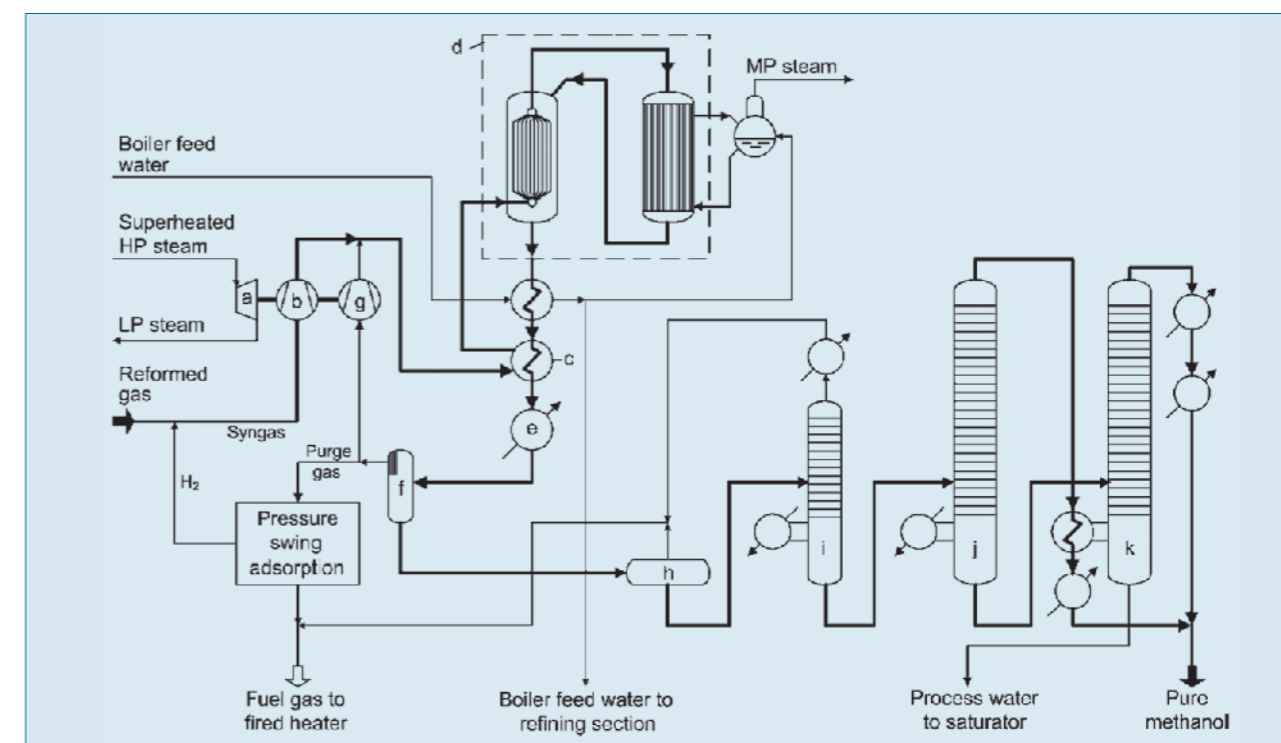 d
MP steam
Boiler feed
water
Superheated
HP steam
a
b
g
LP steam
c
Reformed
gas
Syngas
e
Purge
gas
f
H₂
Pressure
swing
adsorption
h
i
j
k
Fuel gas to
fired heater
Boiler feed water to
refining section
Process water
to saturator
Pure
methanol